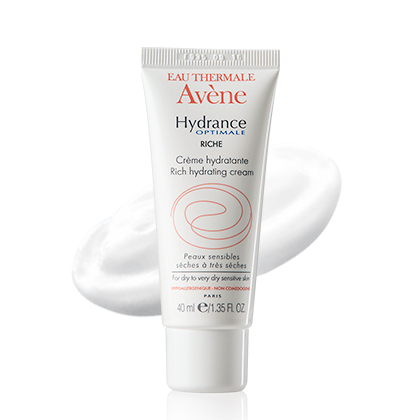 EAU THERMALE
Avène
Hydrance
OPTIMALE
RICHE
Crème hydratante
Rich hydrating cream
Peaux sensibles
sèches à très sèches
For dry to very dry sensitive skin
HYPOALLERGÉNIQUE - NON COMÉDOGÈNE
PARIS
40 ml e/1.35 FL. OZ.